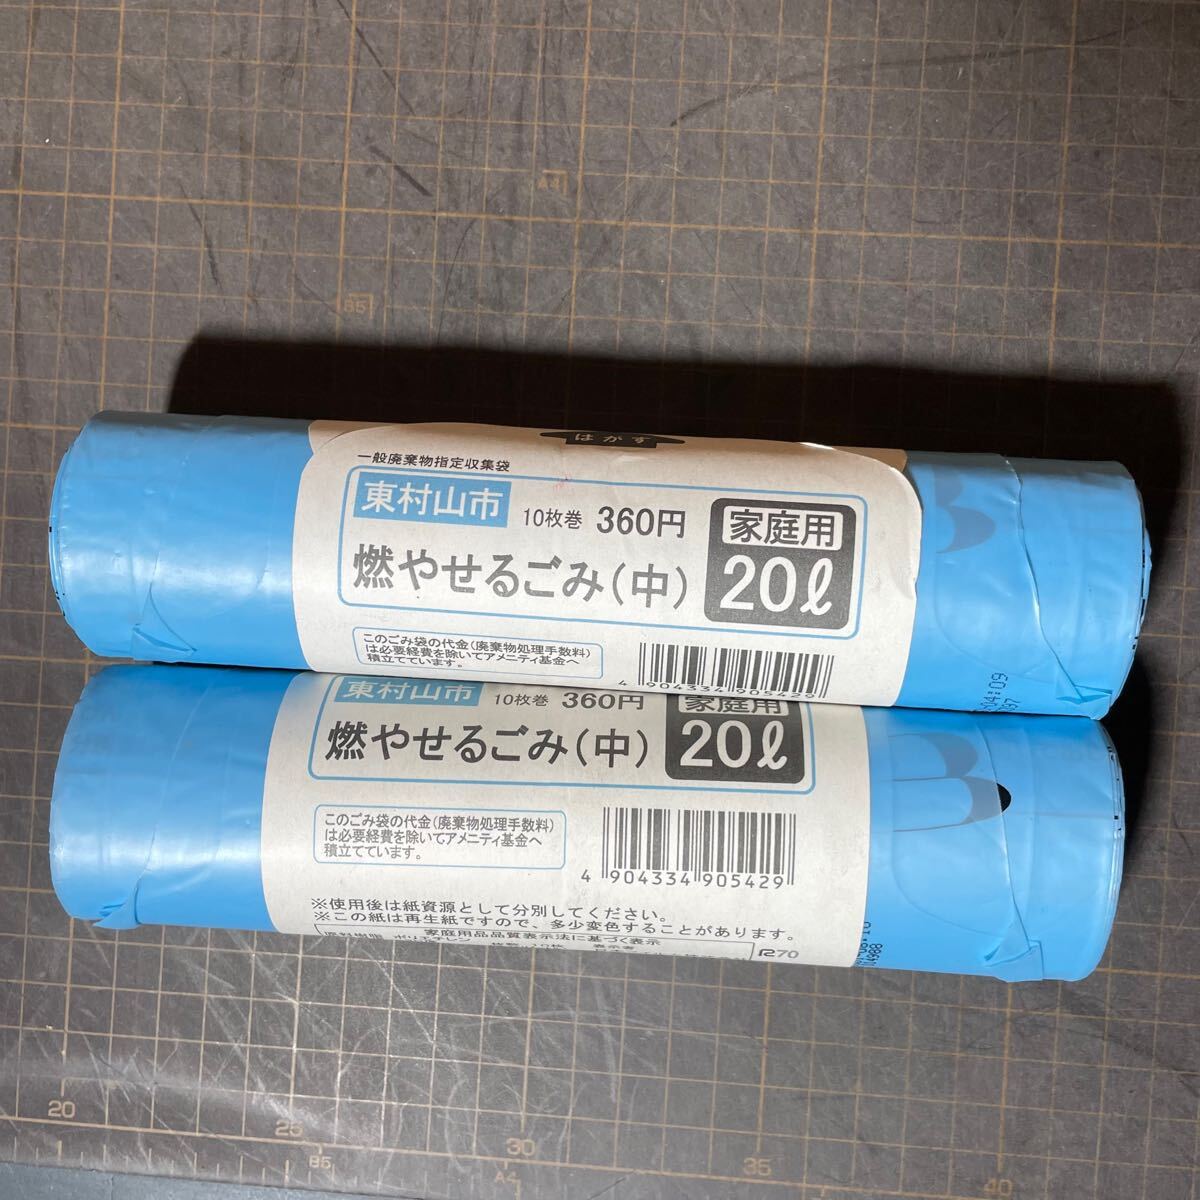 はがす
一般廃棄物指定収集袋
東村山市 10枚巻 360円
家庭用
20ℓ
燃やせるごみ(中)
このごみ袋の代金(廃棄物処理手数料)
は必要経費を除いてアメニティ基金へ
積立てています。
4 904334 905429
東村山市 10枚巻 360円
家庭用
20ℓ
燃やせるごみ(中)
このごみ袋の代金(廃棄物処理手数料)
は必要経費を除いてアメニティ基金へ
積立てています。
4 904334 905429
※使用後は紙資源として分別してください。
※この紙は再生紙ですので、多少変色することがあります。
家庭用品品質表示法に基づく表示
R70
A4
B5
20
25
B5
30
A4
35
40